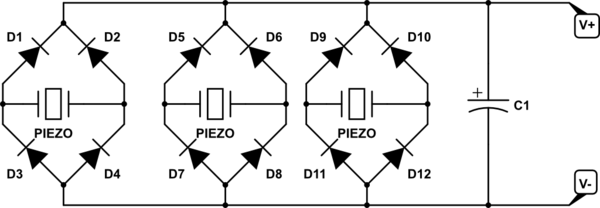 D1 D2 D5 D6 D9 D10 V+
+ C1
PIEZO PIEZO PIEZO
D3 D4 D7 D8 D11 D12 V-